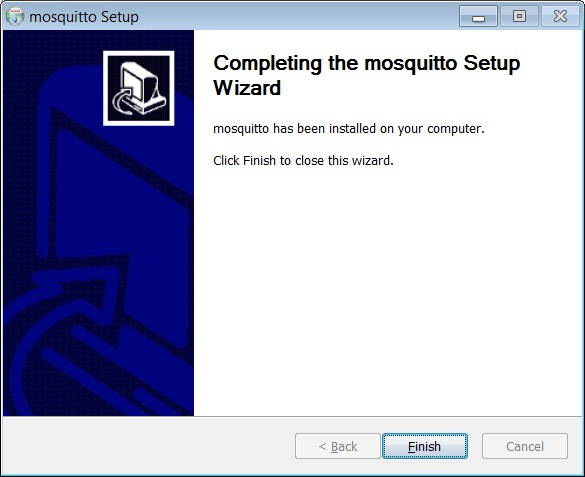 mosquitto Setup
Completing the mosquitto Setup
Wizard
mosquitto has been installed on your computer.
Click Finish to close this wizard.
< Back
Finish
Cancel